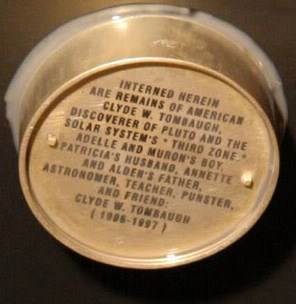 INTERNED HEREIN
ARE REMAINS OF AMERICAN
CLYDE W. TOMBAUGH,
DISCOVERER OF PLUTO AND THE
SOLAR SYSTEM'S "THIRD ZONE."
ADELLE AND MURON'S BOY,
PATRICIA'S HUSBAND, ANNETTE
AND ALDEN'S FATHER,
ASTRONOMER, TEACHER, PUNSTER,
AND FRIEND:
CLYDE W. TOMBAUGH
(1906-1997)